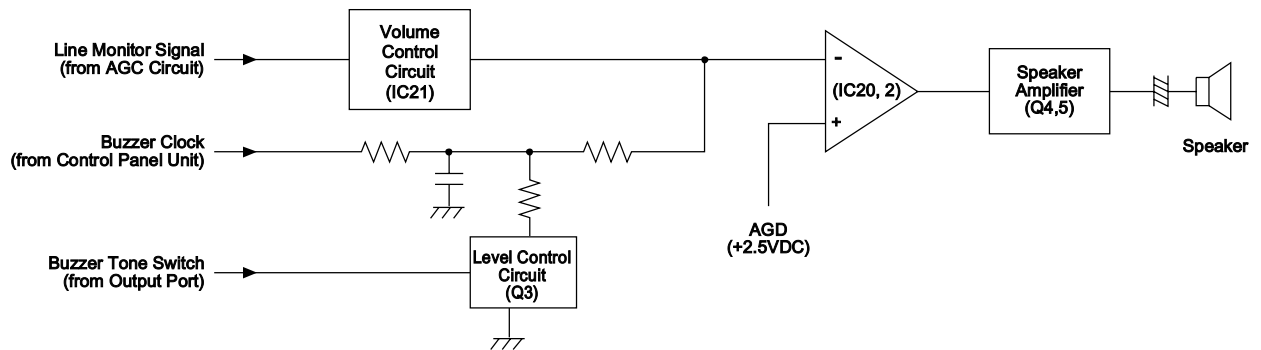 Line Monitor Signal
(from AGC Circuit)
Volume
Control
Circuit
(IC21)
-
(IC20, 2)
+
Speaker
Amplifier
(Q4,5)
Speaker
Buzzer Clock
(from Control Panel Unit)
AGD
(+2.5VDC)
Buzzer Tone Switch
(from Output Port)
Level Control
Circuit
(Q3)